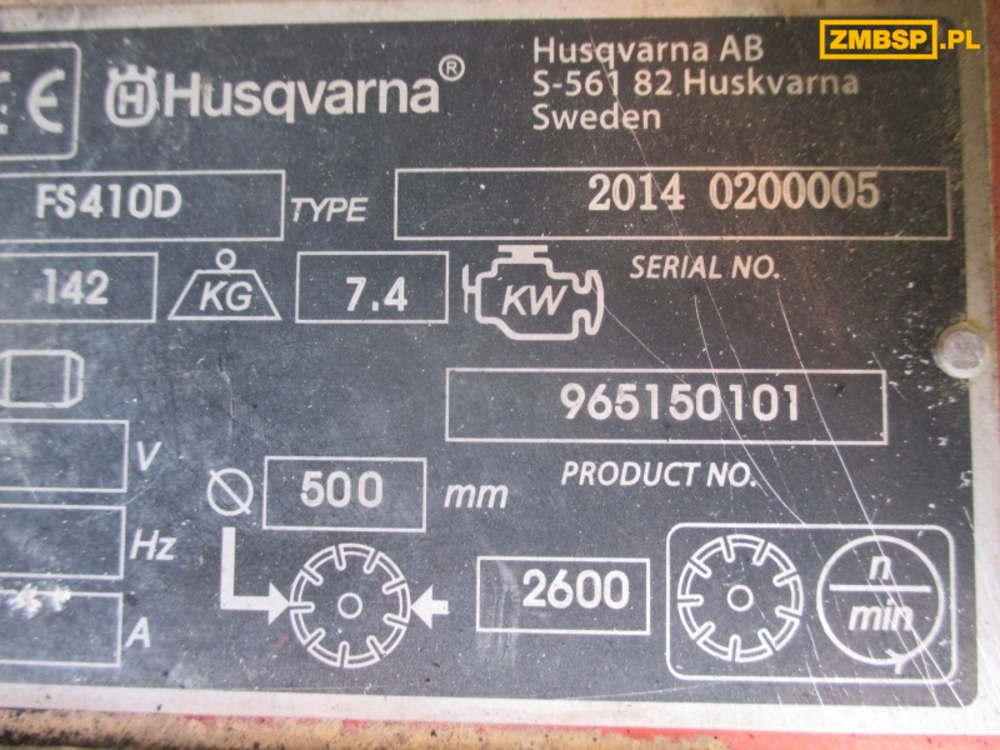 ZMBSP.PL
CE Husqvarna®
Husqvarna AB
S-561 82 Huskvarna
Sweden
FS410D TYPE 2014 0200005
SERIAL NO.
142 KG 7.4 KW
965150101
PRODUCT NO.
V
500 mm
Hz
2600 n/min
A